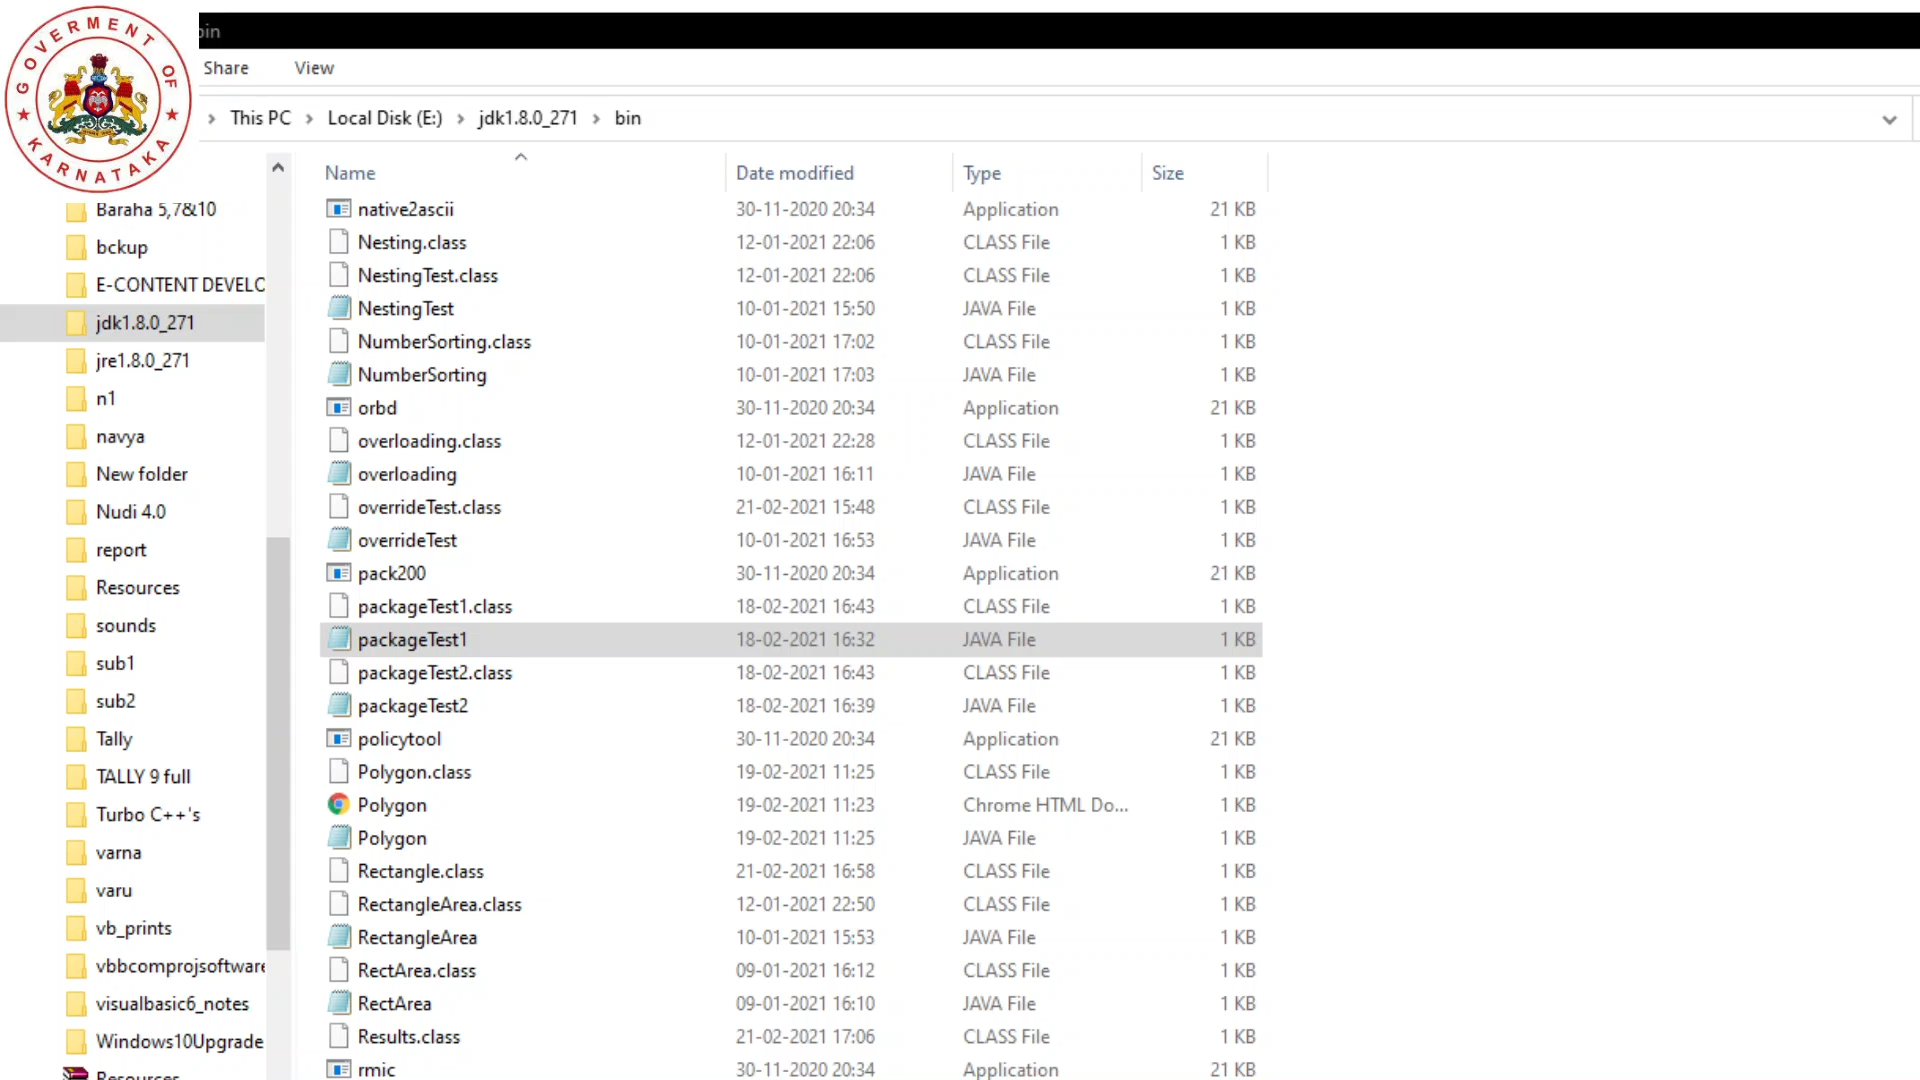 GOVERMENT OF
KARNATAKA
bin
Share View
This PC Local Disk (E:) jdk1.8.0_271 bin
Name Date modified Type Size
Baraha 5,7&10
bckup
E-CONTENT DEVELO
jdk1.8.0_271
jre1.8.0_271
n1
navya
New folder
Nudi 4.0
report
Resources
sounds
sub1
sub2
Tally
TALLY 9 full
Turbo C++'s
varna
varu
vb_prints
vbbcomprojsoftware
visualbasic6_notes
Windows10Upgrade
Resources
native2ascii 30-11-2020 20:34 Application 21 KB
Nesting.class 12-01-2021 22:06 CLASS File 1 KB
NestingTest.class 12-01-2021 22:06 CLASS File 1 KB
NestingTest 10-01-2021 15:50 JAVA File 1 KB
NumberSorting.class 10-01-2021 17:02 CLASS File 1 KB
NumberSorting 10-01-2021 17:03 JAVA File 1 KB
orbd 30-11-2020 20:34 Application 21 KB
overloading.class 12-01-2021 22:28 CLASS File 1 KB
overloading 10-01-2021 16:11 JAVA File 1 KB
overrideTest.class 21-02-2021 15:48 CLASS File 1 KB
overrideTest 10-01-2021 16:53 JAVA File 1 KB
pack200 30-11-2020 20:34 Application 21 KB
packageTest1.class 18-02-2021 16:43 CLASS File 1 KB
packageTest1 18-02-2021 16:32 JAVA File 1 KB
packageTest2.class 18-02-2021 16:43 CLASS File 1 KB
packageTest2 18-02-2021 16:39 JAVA File 1 KB
policytool 30-11-2020 20:34 Application 21 KB
Polygon.class 19-02-2021 11:25 CLASS File 1 KB
Polygon 19-02-2021 11:23 Chrome HTML Do... 1 KB
Polygon 19-02-2021 11:25 JAVA File 1 KB
Rectangle.class 21-02-2021 16:58 CLASS File 1 KB
RectangleArea.class 12-01-2021 22:50 CLASS File 1 KB
RectangleArea 10-01-2021 15:53 JAVA File 1 KB
RectArea.class 09-01-2021 16:12 CLASS File 1 KB
RectArea 09-01-2021 16:10 JAVA File 1 KB
Results.class 21-02-2021 17:06 CLASS File 1 KB
rmic 30-11-2020 20:34 Application 21 KB